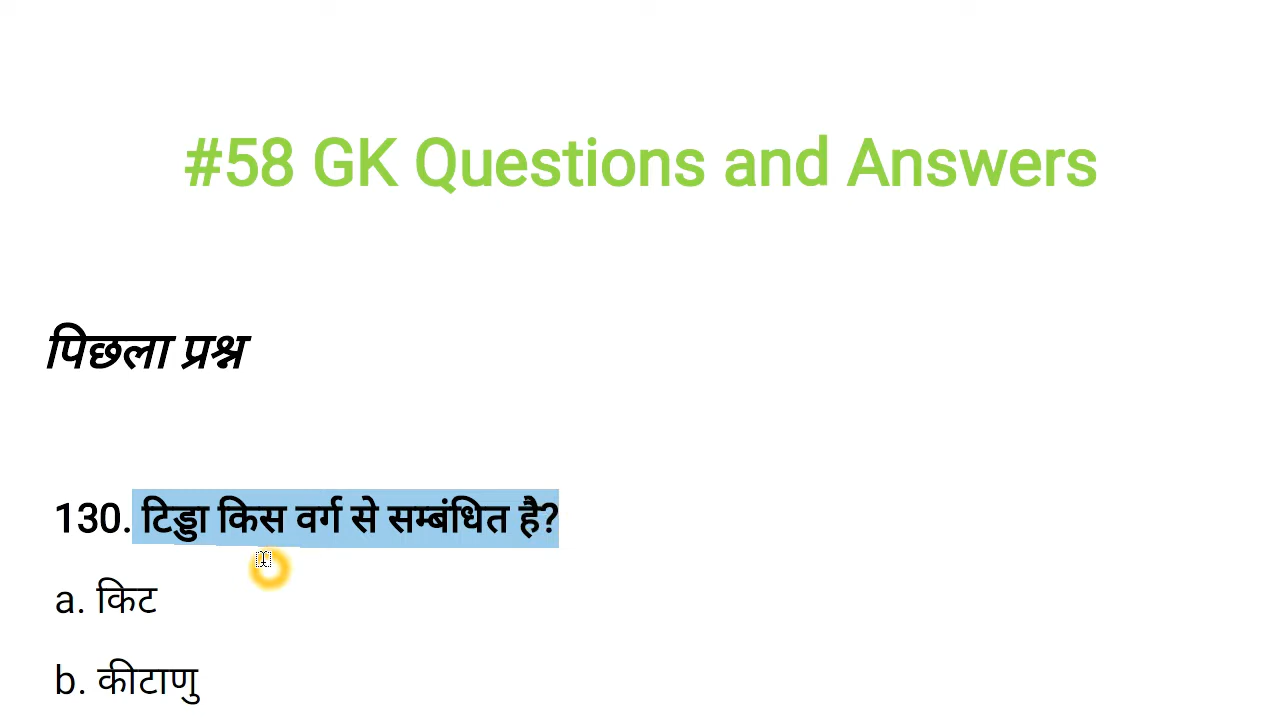 #58 GK Questions and Answers
पिछला प्रश्न
130. टिड्डा किस वर्ग से सम्बंधित है?
a. किट
b. कीटाणु